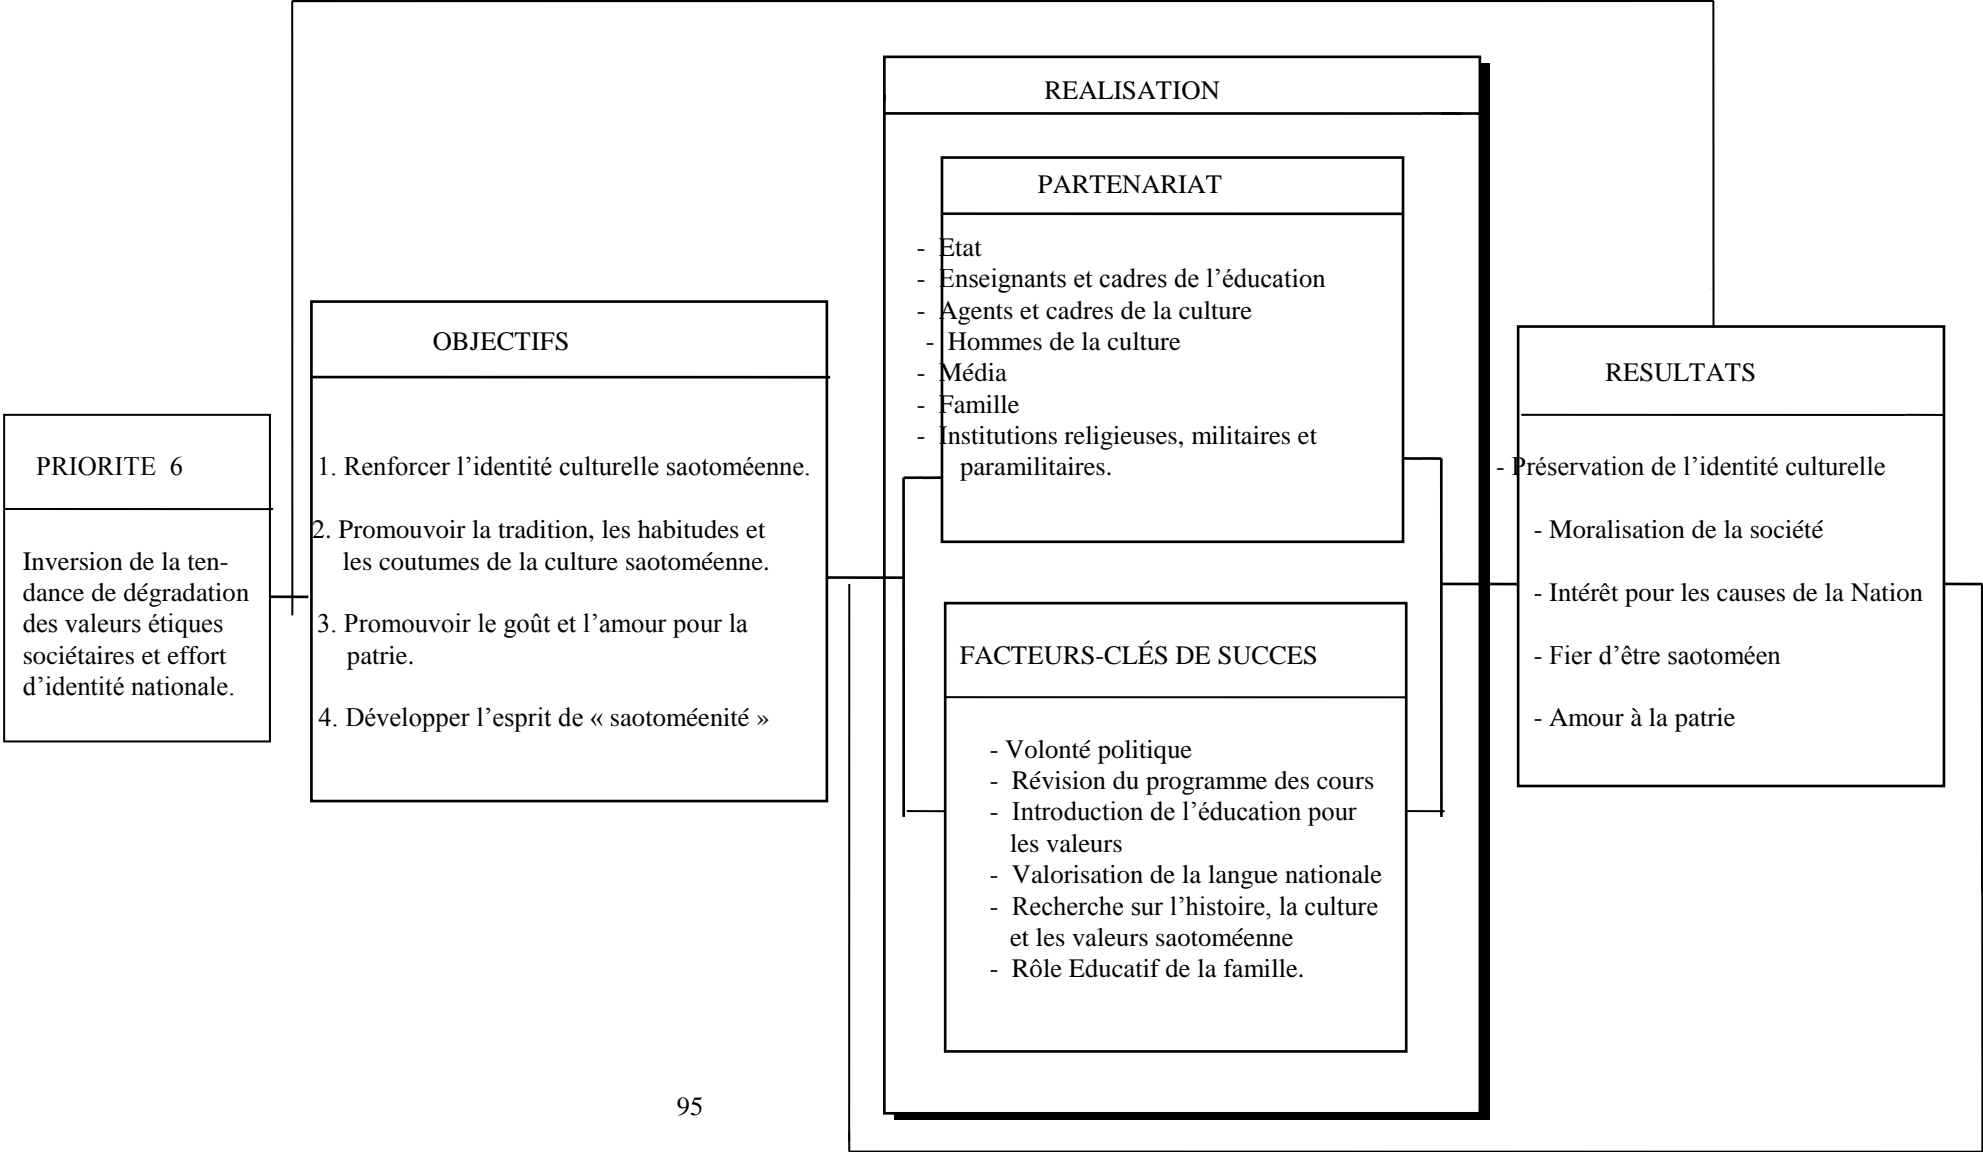 PRIORITE 6
Inversion de la ten-
dance de dégradation
des valeurs étiques
sociétaires et effort
d’identité nationale.
OBJECTIFS
1. Renforcer l’identité culturelle saotoméenne.
2. Promouvoir la tradition, les habitudes et
les coutumes de la culture saotoméenne.
3. Promouvoir le goût et l’amour pour la
patrie.
4. Développer l’esprit de « saotoméenité »
REALISATION
PARTENARIAT
- Etat
- Enseignants et cadres de l’éducation
- Agents et cadres de la culture
- Hommes de la culture
- Média
- Famille
- Institutions religieuses, militaires et
paramilitaires.
FACTEURS-CLÉS DE SUCCES
- Volonté politique
- Révision du programme des cours
- Introduction de l’éducation pour
les valeurs
- Valorisation de la langue nationale
- Recherche sur l’histoire, la culture
et les valeurs saotoméenne
- Rôle Educatif de la famille.
RESULTATS
- Préservation de l’identité culturelle
- Moralisation de la société
- Intérêt pour les causes de la Nation
- Fier d’être saotoméen
- Amour à la patrie
95